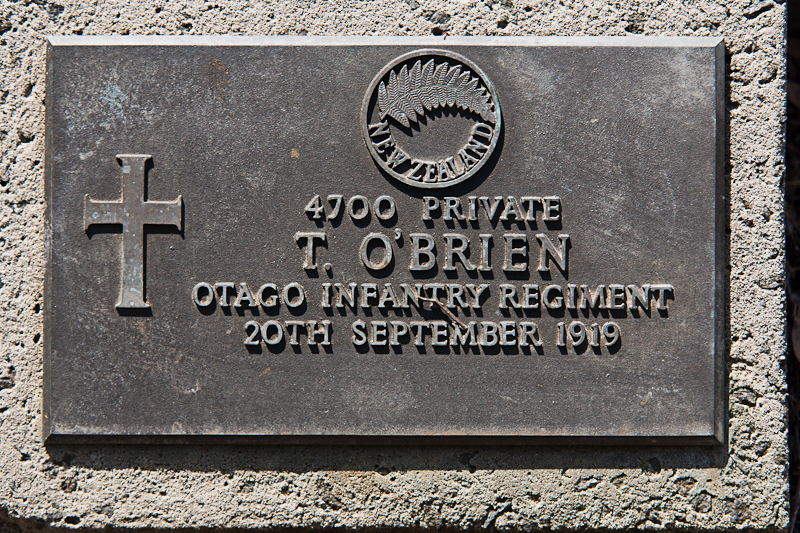 NEW ZEALAND
4700 PRIVATE
T. O'BRIEN
OTAGO INFANTRY REGIMENT
20TH SEPTEMBER 1919